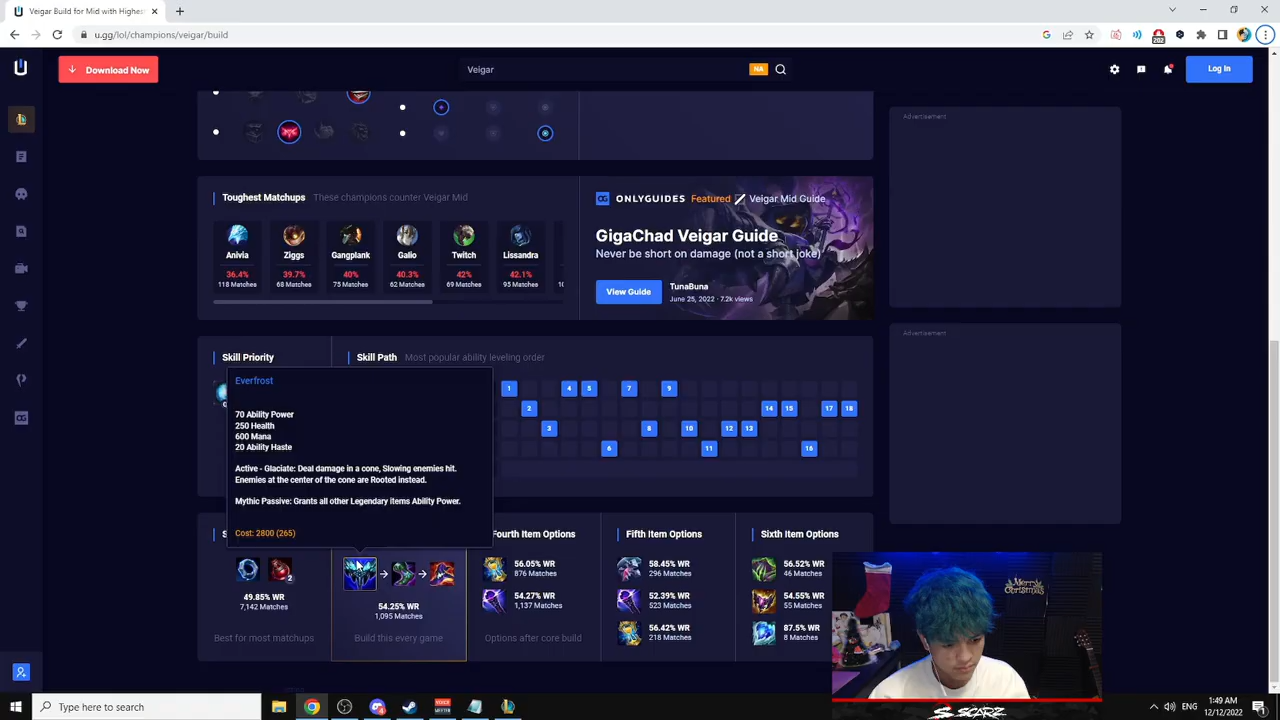 Veigar Build for Mid with Highes
u.gg/lol/champions/veigar/build
202
Download Now
Veigar
NA
Log In
Advertisement
Toughest Matchups
These champions counter Veigar Mid
Anivia
36.4%
118 Matches
Ziggs
39.7%
68 Matches
Gangplank
40%
75 Matches
Galio
40.3%
62 Matches
Twitch
42%
69 Matches
Lissandra
42.1%
95 Matches
ONLYGUIDES Featured Veigar Mid Guide
GigaChad Veigar Guide
Never be short on damage (not a short joke)
View Guide
TunaBuna
June 25, 2022 - 7.2k views
Advertisement
Skill Priority
Skill Path
Most popular ability leveling order
1 4 5 7 9
2 14 15 17 18
3 8 10 12 13
6 11 16
Everfrost
70 Ability Power
250 Health
600 Mana
20 Ability Haste
Active - Glaciate: Deal damage in a cone, Slowing enemies hit.
Enemies at the center of the cone are Rooted instead.
Mythic Passive: Grants all other Legendary items Ability Power.
Cost: 2800 (265)
2
49.85% WR
7,142 Matches
Best for most matchups
54.25% WR
1,095 Matches
Build this every game
Fourth Item Options
56.05% WR
876 Matches
54.27% WR
1,137 Matches
Options after core build
Fifth Item Options
58.45% WR
296 Matches
52.39% WR
523 Matches
56.42% WR
218 Matches
Sixth Item Options
56.52% WR
46 Matches
54.55% WR
55 Matches
87.5% WR
8 Matches
Merry
Christmas
SCARZ
Type here to search
ENG
1:49 AM
12/12/2022